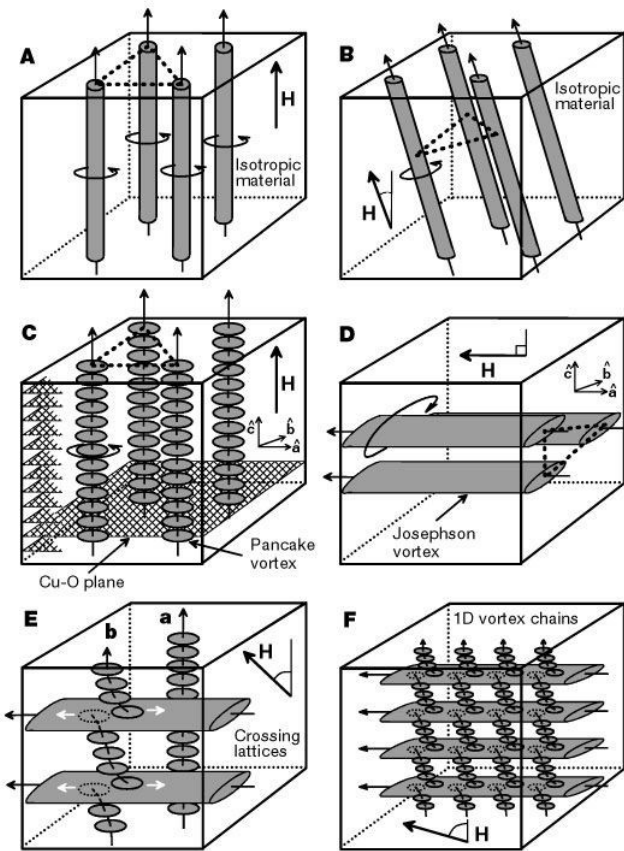 A
H
Isotropic
material
B
Isotropic
material
H
C
H
ĉ
b̂
â
Cu-O plane
Pancake
vortex
D
H
ĉ
b̂
â
Josephson
vortex
E
b
a
H
Crossing
lattices
F
1D vortex chains
H